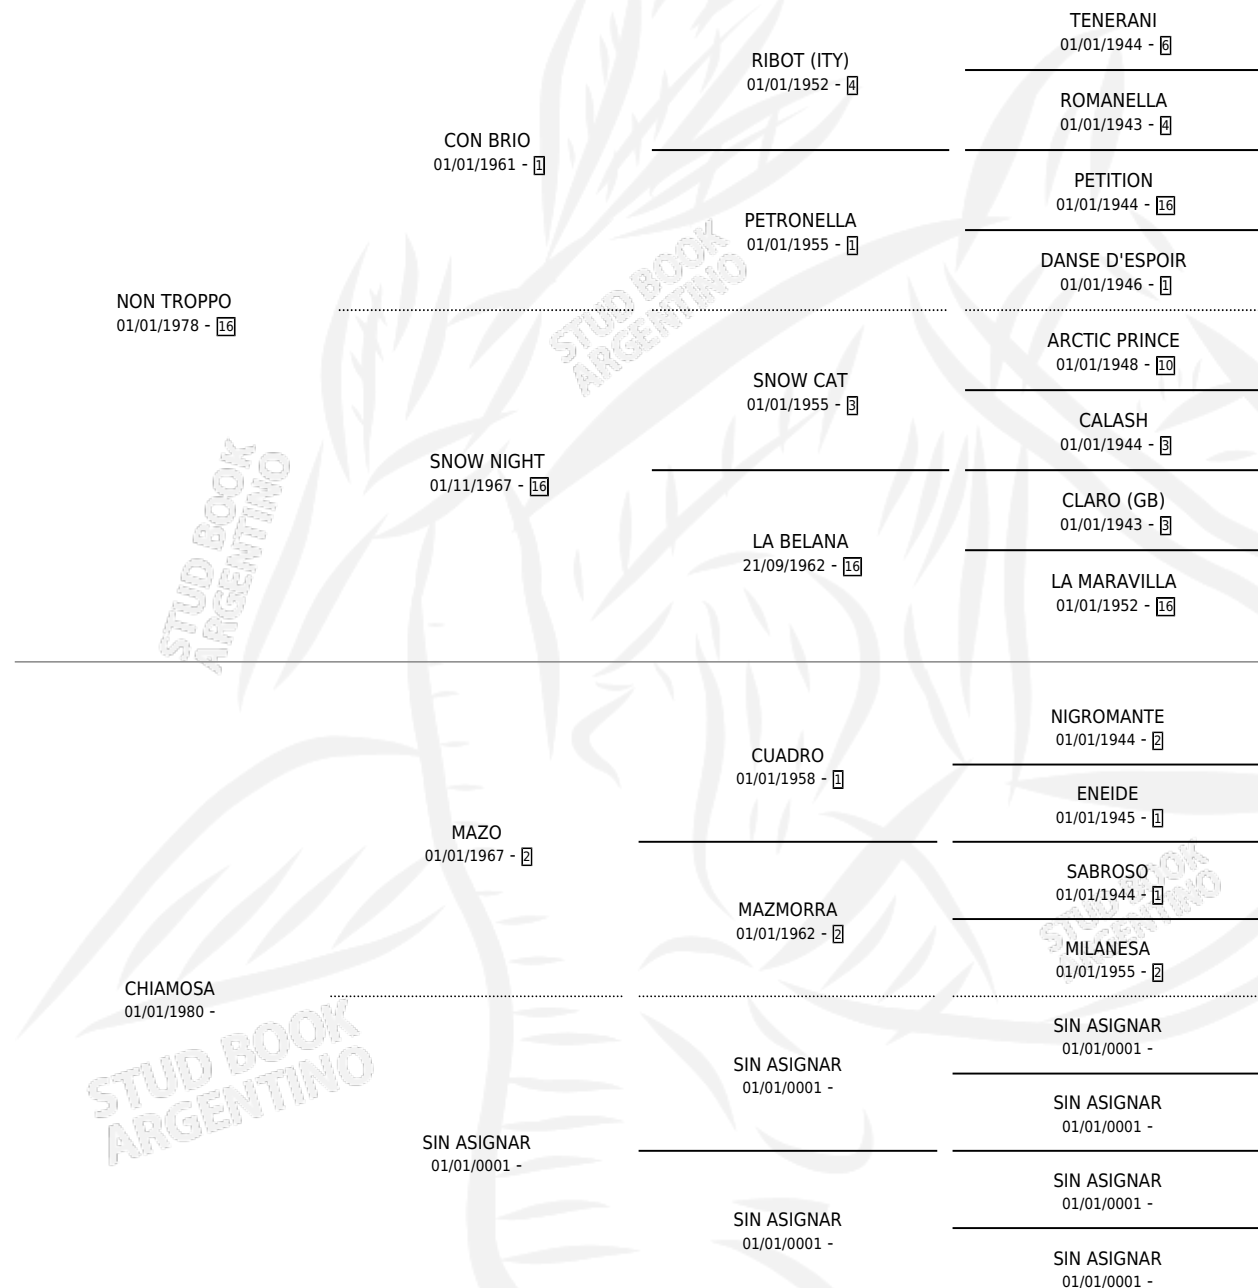 NON TROPPO
01/01/1978 - 16
CON BRIO
01/01/1961 - 1
SNOW NIGHT
01/11/1967 - 16
RIBOT (ITY)
01/01/1952 - 4
PETRONELLA
01/01/1955 - 1
SNOW CAT
01/01/1955 - 3
LA BELANA
21/09/1962 - 16
TENERANI
01/01/1944 - 6
ROMANELLA
01/01/1943 - 4
PETITION
01/01/1944 - 16
DANSE D'ESPOIR
01/01/1946 - 1
ARCTIC PRINCE
01/01/1948 - 10
CALASH
01/01/1944 - 3
CLARO (GB)
01/01/1943 - 3
LA MARAVILLA
01/01/1952 - 16
CHIAMOSA
01/01/1980 -
MAZO
01/01/1967 - 2
SIN ASIGNAR
01/01/0001 -
CUADRO
01/01/1958 - 1
MAZMORRA
01/01/1962 - 2
SIN ASIGNAR
01/01/0001 -
SIN ASIGNAR
01/01/0001 -
NIGROMANTE
01/01/1944 - 2
ENEIDE
01/01/1945 - 1
SABROSO
01/01/1944 - 1
MILANESA
01/01/1955 - 2
SIN ASIGNAR
01/01/0001 -
SIN ASIGNAR
01/01/0001 -
SIN ASIGNAR
01/01/0001 -
SIN ASIGNAR
01/01/0001 -
STUD BOOK
ARGENTINO
STUD BOOK
ARGENTINO
STUD BOOK
ARGENTINO
STUD BOOK
ARGENTINO